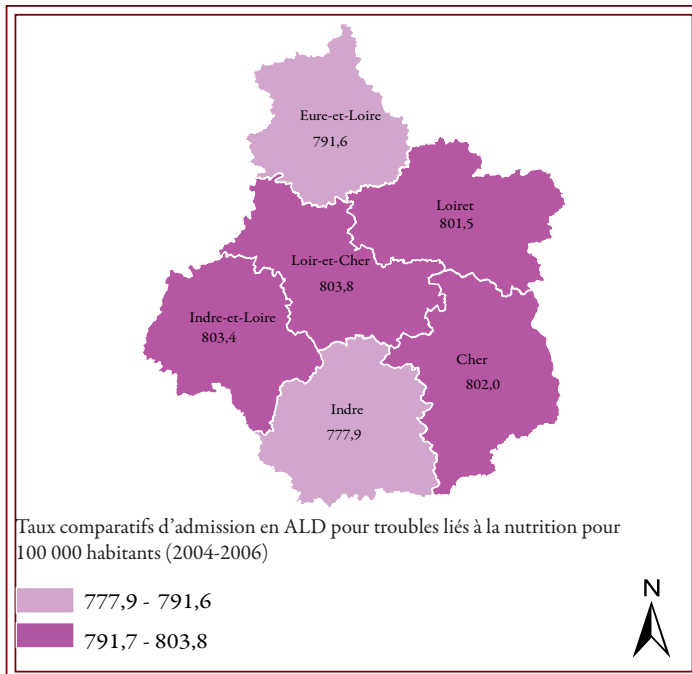 Eure-et-Loire
791,6
Loiret
801,5
Loir-et-Cher
803,8
Indre-et-Loire
803,4
Cher
802,0
Indre
777,9
Taux comparatifs d’admission en ALD pour troubles liés à la nutrition pour
100 000 habitants (2004-2006)
777,9 - 791,6
791,7 - 803,8
N